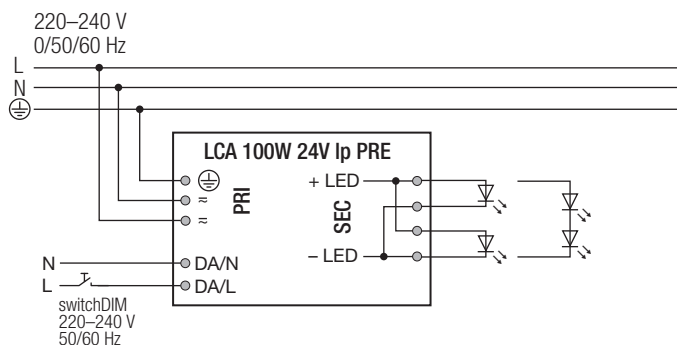 220–240 V
0/50/60 Hz
L
N
LCA 100W 24V lp PRE
PRI
≂
≂
+ LED
SEC
– LED
N
DA/N
L
DA/L
switchDIM
220–240 V
50/60 Hz